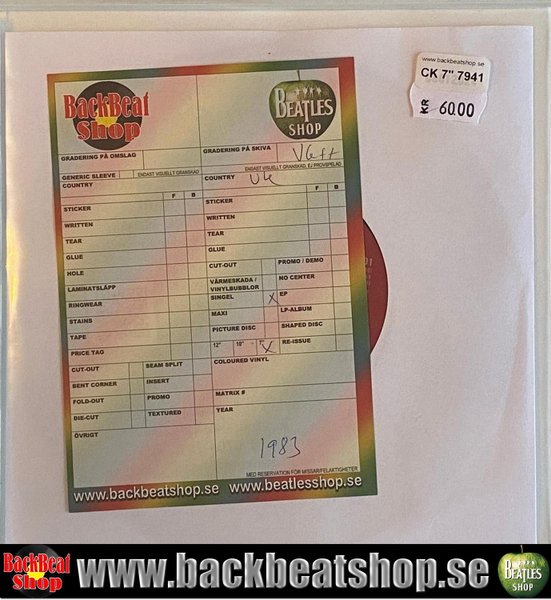 www.backbeatshop.se
CK 7" 7941
KR 60.00
BackBeat
Shop
BEATLES
SHOP
GRADERING PÅ OMSLAG
GRADERING PÅ SKIVA
VG++
GENERIC SLEEVE
ENDAST VISUELLT GRANSKAD
ENDAST VISUELLT GRANSKAD, EJ PROVSPELAD
COUNTRY F B
COUNTRY UK F B
STICKER
WRITTEN
TEAR
GLUE
HOLE
LAMINATSLÄPP
RINGWEAR
STAINS
TAPE
PRICE TAG
CUT-OUT SEAM SPLIT
BENT CORNER INSERT
FOLD-OUT PROMO
DIE-CUT TEXTURED
ÖVRIGT
STICKER
WRITTEN
TEAR
GLUE
CUT-OUT PROMO / DEMO
VÄRMESKADA / VINYLBUBBLOR NO CENTER
SINGEL X EP
MAXI LP-ALBUM
PICTURE DISC SHAPED DISC
12" 10" 7" X RE-ISSUE
COLOURED VINYL
MATRIX #
YEAR
1983
MED RESERVATION FÖR MISSAR/FELAKTIGHETER
www.backbeatshop.se www.beatlesshop.se
BackBeat
Shop
www.backbeatshop.se
BEATLES
SHOP